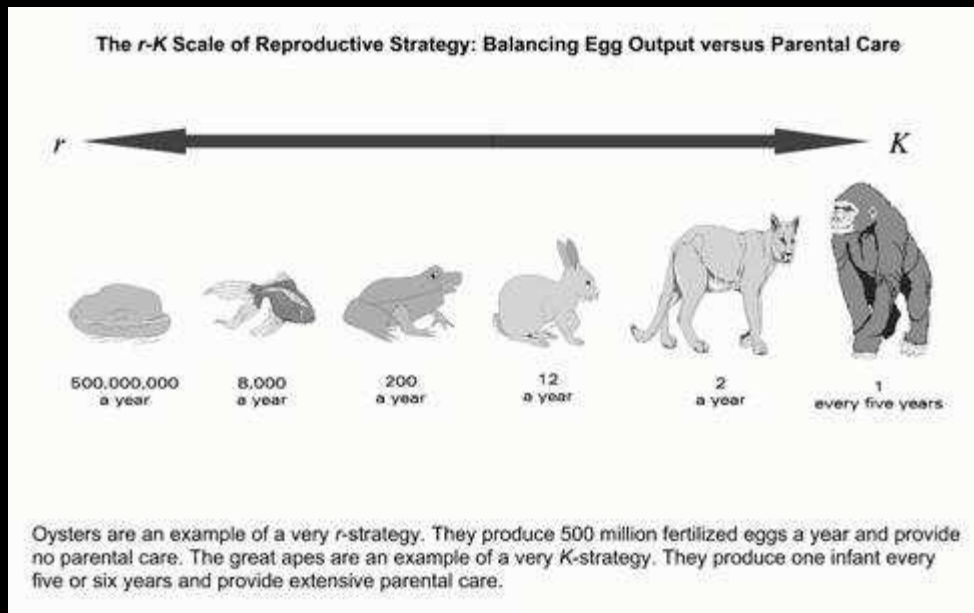 The r-K Scale of Reproductive Strategy: Balancing Egg Output versus Parental Care
r K
500,000,000 8,000 200 12 2 1
a year a year a year a year a year every five years
Oysters are an example of a very r-strategy. They produce 500 million fertilized eggs a year and provide
no parental care. The great apes are an example of a very K-strategy. They produce one infant every
five or six years and provide extensive parental care.